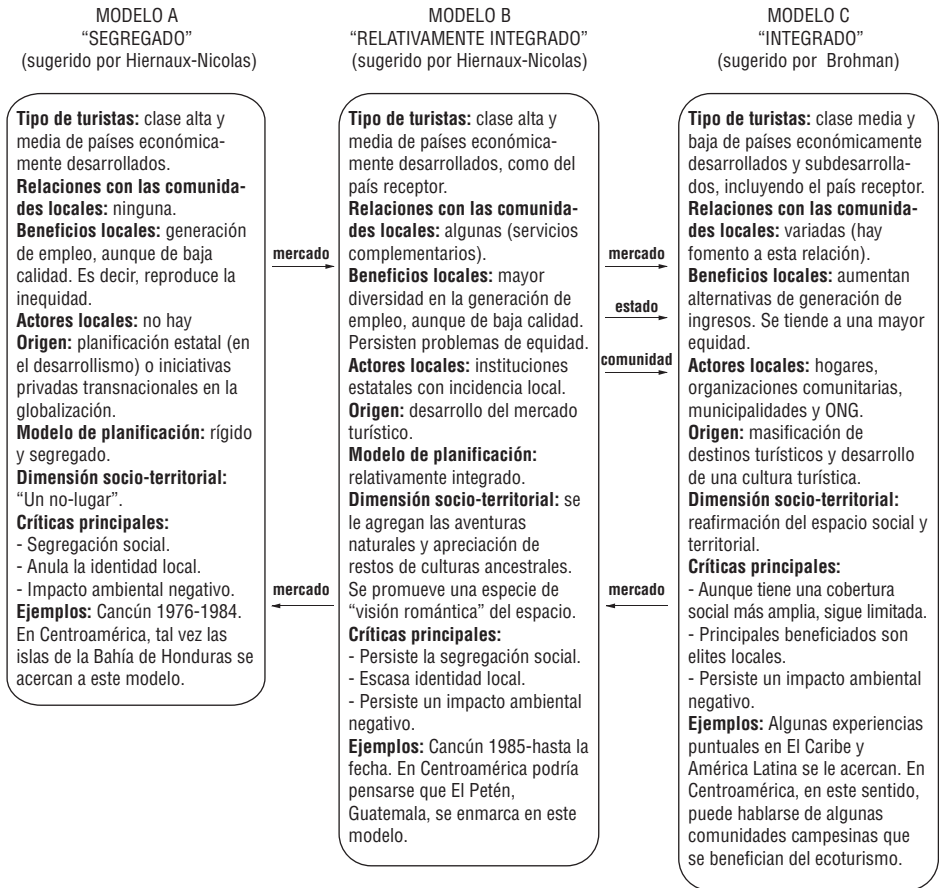 MODELO A
"SEGREGADO"
(sugerido por Hiernaux-Nicolas)
Tipo de turistas: clase alta y
media de países económica-
mente desarrollados.
Relaciones con las comunida-
des locales: ninguna.
Beneficios locales: generación
de empleo, aunque de baja
calidad. Es decir, reproduce la
inequidad.
Actores locales: no hay
Origen: planificación estatal (en
el desarrollismo) o iniciativas
privadas transnacionales en la
globalización.
Modelo de planificación: rígido
y segregado.
Dimensión socio-territorial:
"Un no-lugar".
Críticas principales:
- Segregación social.
- Anula la identidad local.
- Impacto ambiental negativo.
Ejemplos: Cancún 1976-1984.
En Centroamérica, tal vez las
islas de la Bahía de Honduras se
acercan a este modelo.
mercado
mercado
MODELO B
"RELATIVAMENTE INTEGRADO"
(sugerido por Hiernaux-Nicolas)
Tipo de turistas: clase alta y
media de países económica-
mente desarrollados, como del
país receptor.
Relaciones con las comunida-
des locales: algunas (servicios
complementarios).
Beneficios locales: mayor
diversidad en la generación de
empleo, aunque de baja calidad.
Persisten problemas de equidad.
Actores locales: instituciones
estatales con incidencia local.
Origen: desarrollo del mercado
turístico.
Modelo de planificación:
relativamente integrado.
Dimensión socio-territorial: se
le agregan las aventuras
naturales y apreciación de
restos de culturas ancestrales.
Se promueve una especie de
"visión romántica" del espacio.
Críticas principales:
- Persiste la segregación social.
- Escasa identidad local.
- Persiste un impacto ambiental
negativo.
Ejemplos: Cancún 1985-hasta la
fecha. En Centroamérica podría
pensarse que El Petén,
Guatemala, se enmarca en este
modelo.
mercado
estado
comunidad
mercado
MODELO C
"INTEGRADO"
(sugerido por Brohman)
Tipo de turistas: clase media y
baja de países económicamente
desarrollados y subdesarrolla-
dos, incluyendo el país receptor.
Relaciones con las comunida-
des locales: variadas (hay
fomento a esta relación).
Beneficios locales: aumentan
alternativas de generación de
ingresos. Se tiende a una mayor
equidad.
Actores locales: hogares,
organizaciones comunitarias,
municipalidades y ONG.
Origen: masificación de
destinos turísticos y desarrollo
de una cultura turística.
Dimensión socio-territorial:
reafirmación del espacio social y
territorial.
Críticas principales:
- Aunque tiene una cobertura
social más amplia, sigue limitada.
- Principales beneficiados son
elites locales.
- Persiste un impacto ambiental
negativo.
Ejemplos: Algunas experiencias
puntuales en El Caribe y
América Latina se le acercan. En
Centroamérica, en este sentido,
puede hablarse de algunas
comunidades campesinas que
se benefician del ecoturismo.